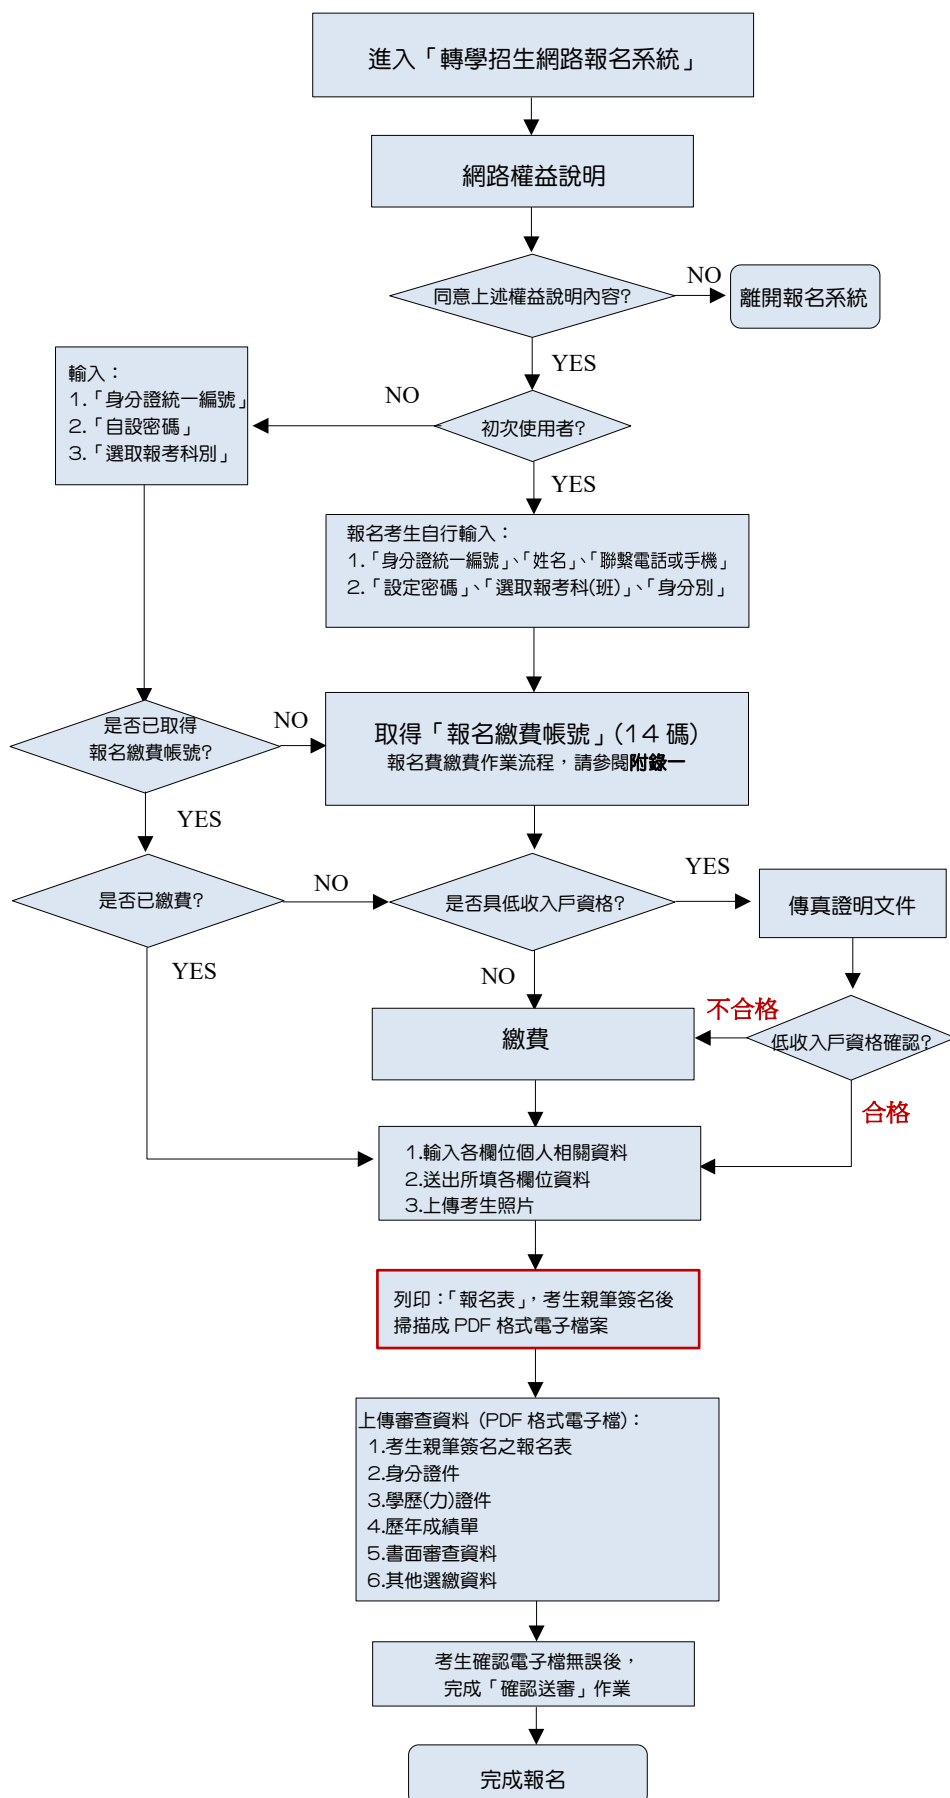 進入「轉學招生網路報名系統」
網路權益說明
同意上述權益說明內容?
NO
離開報名系統
YES
輸入：
1.「身分證統一編號」
2.「自設密碼」
3.「選取報考科別」
NO
初次使用者?
YES
報名考生自行輸入：
1.「身分證統一編號」、「姓名」、「聯繫電話或手機」
2.「設定密碼」、「選取報考科(班)」、「身分別」
是否已取得
報名繳費帳號?
NO
取得「報名繳費帳號」(14 碼)
報名費繳費作業流程，請參閱附錄一
YES
是否已繳費?
NO
是否具低收入戶資格?
YES
傳真證明文件
YES
NO
不合格
低收入戶資格確認?
繳費
合格
1.輸入各欄位個人相關資料
2.送出所填各欄位資料
3.上傳考生照片
列印：「報名表」，考生親筆簽名後
掃描成 PDF 格式電子檔案
上傳審查資料 (PDF 格式電子檔)：
1.考生親筆簽名之報名表
2.身分證件
3.學歷(力)證件
4.歷年成績單
5.書面審查資料
6.其他選繳資料
考生確認電子檔無誤後，
完成「確認送審」作業
完成報名